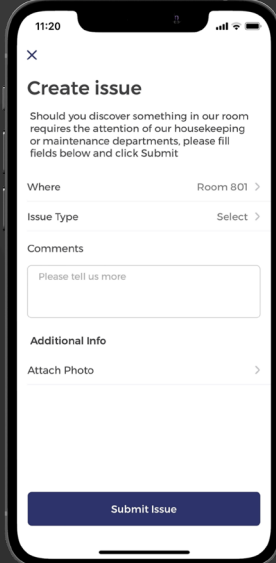 11:20
Create issue
Should you discover something in our room
requires the attention of our housekeeping
or maintenance departments, please fill
fields below and click Submit
Where Room 801
Issue Type Select
Comments
Please tell us more
Additional Info
Attach Photo
Submit Issue